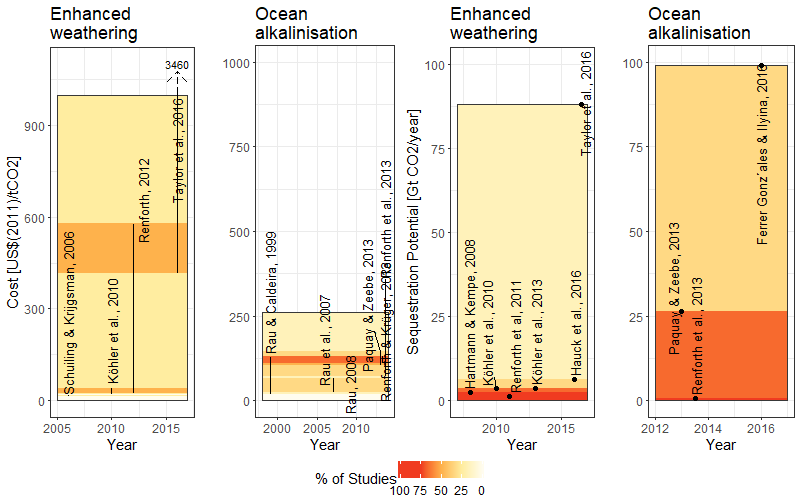 Enhanced
weathering
Ocean
alkalinisation
Enhanced
weathering
Ocean
alkalinisation
Cost [US$(2011)/tCO2]
900
600
300
0
3460
Schuiling & Krijgsman, 2006
Köhler et al., 2010
Renforth, 2012
Taylor et al., 2016
2005
2010
2015
Year
1000
750
500
250
0
Rau & Caldeira, 1999
Rau et al., 2007
Rau, 2008
Paquay & Zeebe, 2013
Renforth & Krüger, 2013
Renforth et al., 2013
2000
2005
2010
Year
Sequestration Potential [Gt CO2/year]
100
75
50
25
0
Hartmann & Kempe, 2008
Köhler et al., 2010
Renforth et al, 2011
Köhler et al., 2013
Hauck et al., 2016
Taylor et al., 2016
2010
2015
Year
100
75
50
25
0
Paquay & Zeebe, 2013
Renforth et al., 2013
Ferrer Gonz´ales & Ilyina, 2016
2012
2014
2016
Year
% of Studies
100 75 50 25 0